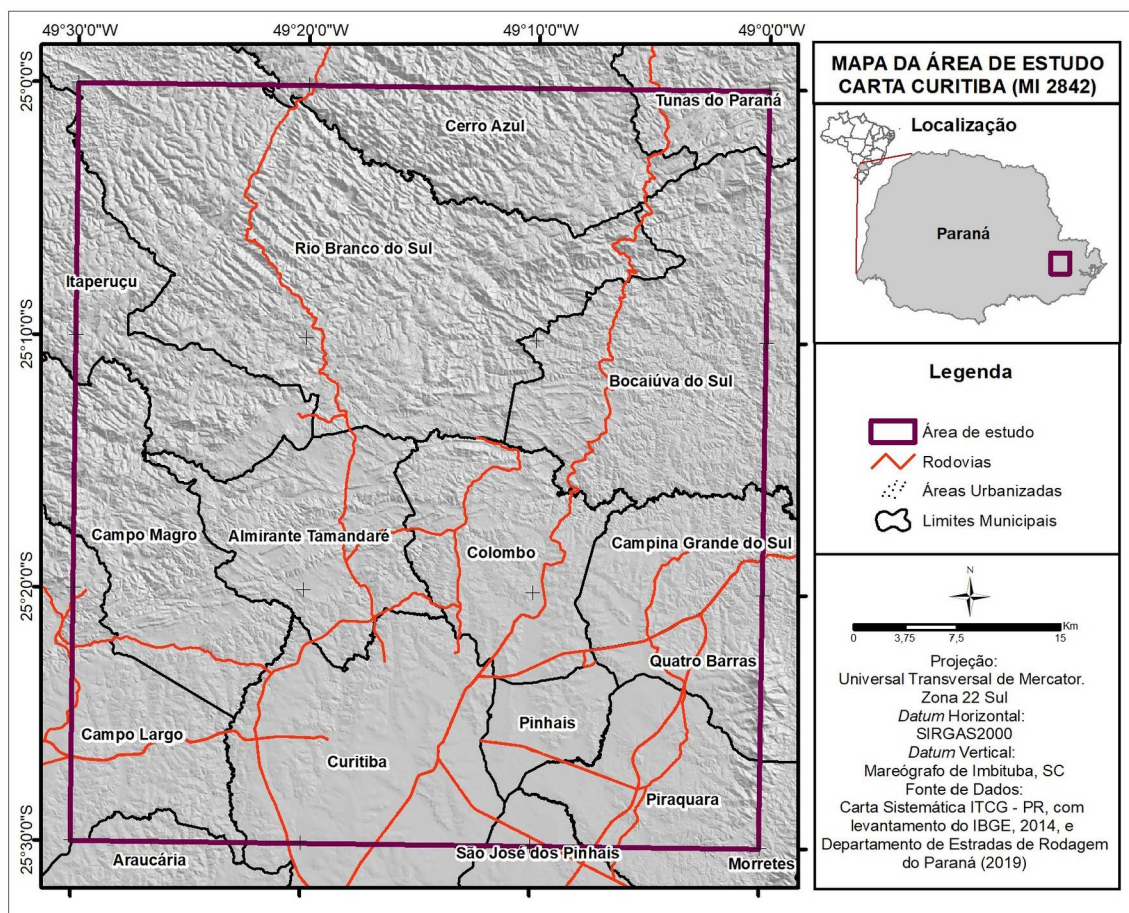 49°30'0"W
49°20'0"W
49°10'0"W
49°0'0"W
25°0'0"S
25°10'0"S
25°20'0"S
25°30'0"S
Tunas do Paraná
Cerro Azul
Rio Branco do Sul
Itaperuçu
Bocaiúva do Sul
Campo Magro
Almirante Tamandaré
Colombo
Campina Grande do Sul
Quatro Barras
Pinhais
Campo Largo
Curitiba
Piraquara
São José dos Pinhais
Araucária
Morretes
MAPA DA ÁREA DE ESTUDO
CARTA CURITIBA (MI 2842)
Localização
Paraná
Legenda
Área de estudo
Rodovias
Áreas Urbanizadas
Limites Municipais
N
Km
0 3,75 7,5 15
Projeção:
Universal Transversal de Mercator.
Zona 22 Sul
Datum Horizontal:
SIRGAS2000
Datum Vertical:
Mareógrafo de Imbituba, SC
Fonte de Dados:
Carta Sistemática ITCG - PR, com
levantamento do IBGE, 2014, e
Departamento de Estradas de Rodagem
do Paraná (2019)